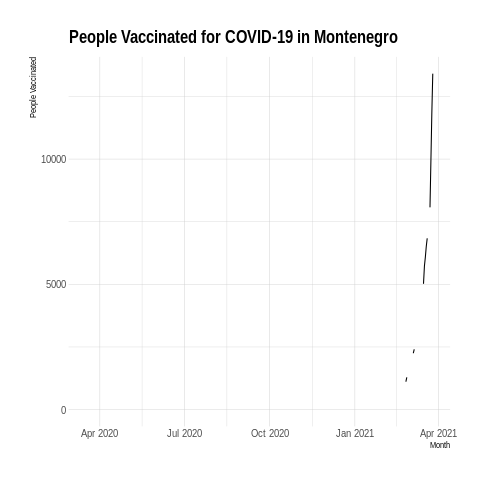 People Vaccinated for COVID-19 in Montenegro
People Vaccinated
10000
5000
0
Apr 2020 Jul 2020 Oct 2020 Jan 2021 Apr 2021
Month